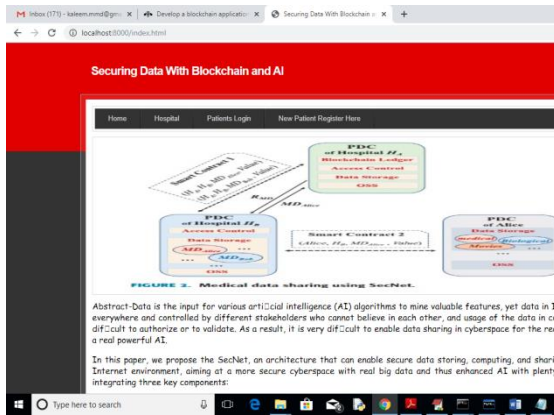 Inbox (171) - kaleem.mmd@gm
Develop a blockchain application
Securing Data With Blockchain
localhost:8000/index.html
Securing Data With Blockchain and AI
Home Hospital Patients Login New Patient Register Here
PDC
of Hospital
Blockchain Ledger
Access Control
Data Storage
OSS
Smart Contract 1
PDC
of Hospital
Access Control
Data Storage
...
OSS
Smart Contract 2
PDC
of Alice
Data Storage
medical Biological
Movies ...
...
OSS
FIGURE 2. Medical data sharing using SecNet.
Abstract-Data is the input for various arti□cial intelligence (AI) algorithms to mine valuable features, yet data in I
everywhere and controlled by different stakeholders who cannot believe in each other, and usage of the data in c
dif□cult to authorize or to validate. As a result, it is very dif□cult to enable data sharing in cyberspace for the re
a real powerful AI.
In this paper, we propose the SecNet, an architecture that can enable secure data storing, computing, and shari
Internet environment, aiming at a more secure cyberspace with real big data and thus enhanced AI with plent
integrating three key components:
Type here to search